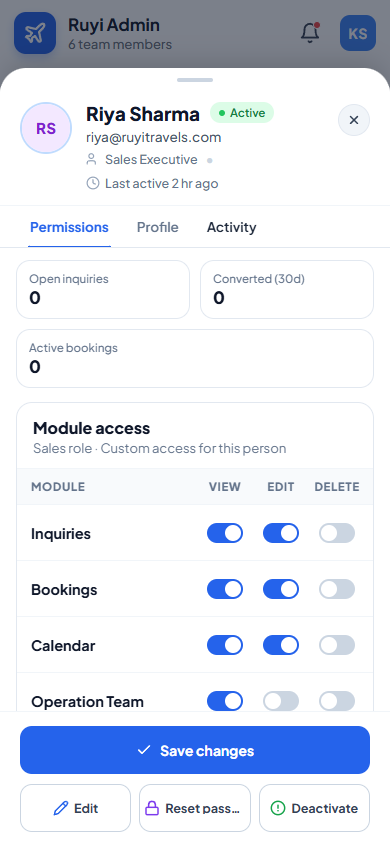 Ruyi Admin
6 team members
KS
RS
Riya Sharma
Active
riya@ruyitravels.com
Sales Executive
Last active 2 hr ago
Permissions Profile Activity
Open inquiries
0
Converted (30d)
0
Active bookings
0
Module access
Sales role · Custom access for this person
MODULE VIEW EDIT DELETE
Inquiries
Bookings
Calendar
Operation Team
Save changes
Edit
Reset pass...
Deactivate